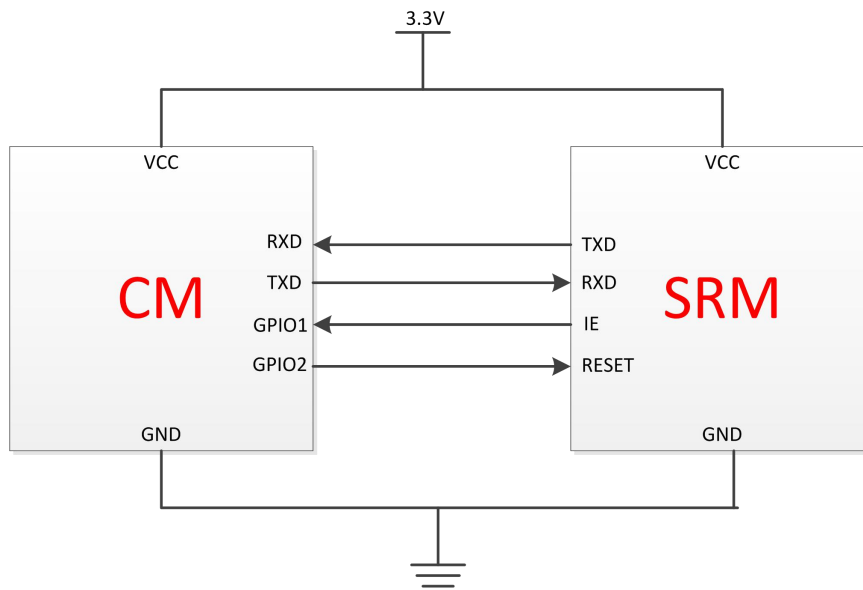 3.3V
VCC
VCC
RXD
TXD
TXD
RXD
CM
SRM
GPIO1
IE
GPIO2
RESET
GND
GND